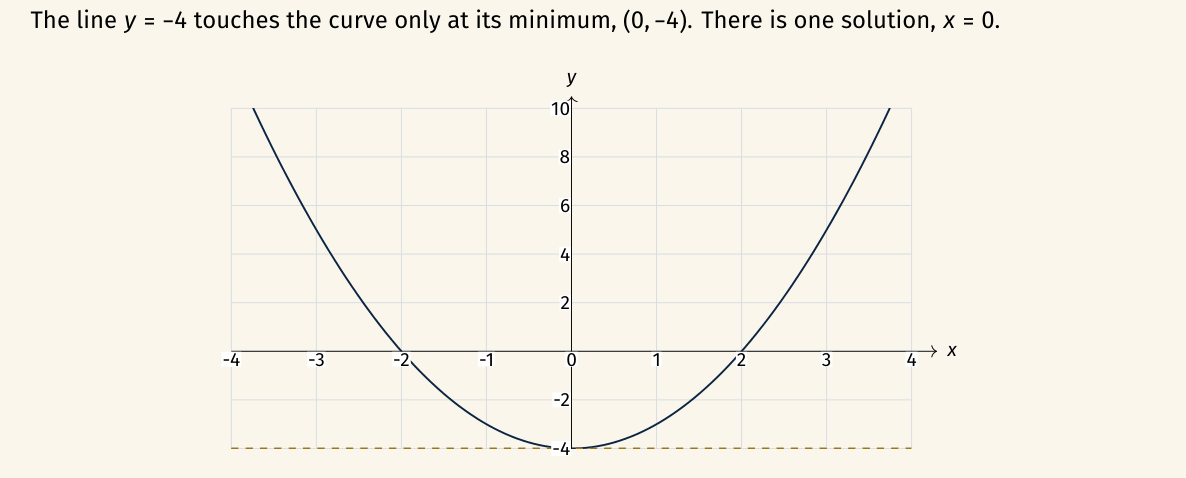 The line y = −4 touches the curve only at its minimum, (0, −4). There is one solution, x = 0.
y
10
8
6
4
2
-4 -3 -2 -1 0 1 2 3 4 x
-2
-4